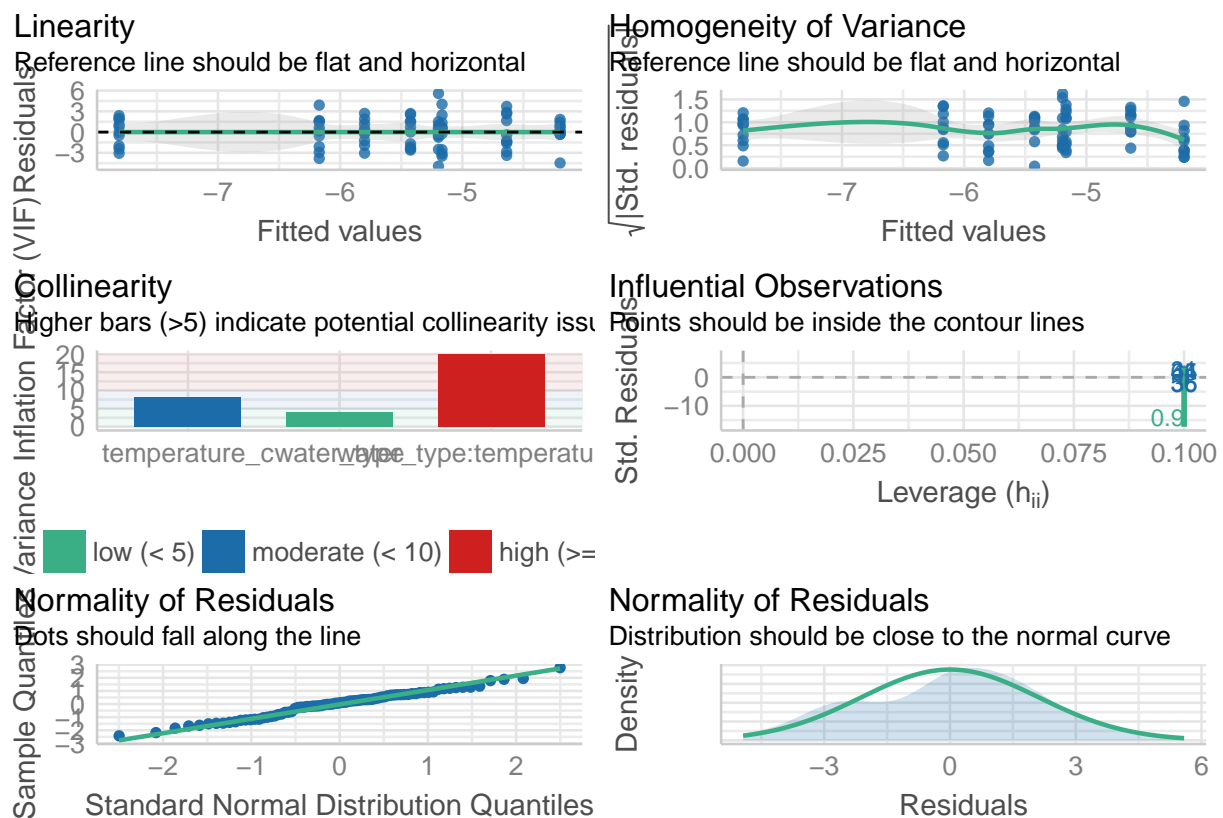 Linearity
Reference line should be flat and horizontal
Residuals
6
3
0
−3
−7
−6
−5
Fitted values
Homogeneity of Variance
Reference line should be flat and horizontal
√|Std. residuals|
1.5
1.0
0.5
0.0
−7
−6
−5
Fitted values
Collinearity
Higher bars (>5) indicate potential collinearity issu
Variance Inflation Factor (VIF)
20
15
10
5
0
temperature_c
water_type
water_type:temperatu
low (< 5)
moderate (< 10)
high (>=
Influential Observations
Points should be inside the contour lines
Std. Residuals
0
−10
0.9
0.000
0.025
0.050
0.075
0.100
Leverage (hii)
Normality of Residuals
Dots should fall along the line
Sample Quantiles
3
2
1
0
−1
−2
−3
−2
−1
0
1
2
Standard Normal Distribution Quantiles
Normality of Residuals
Distribution should be close to the normal curve
Density
−3
0
3
6
Residuals